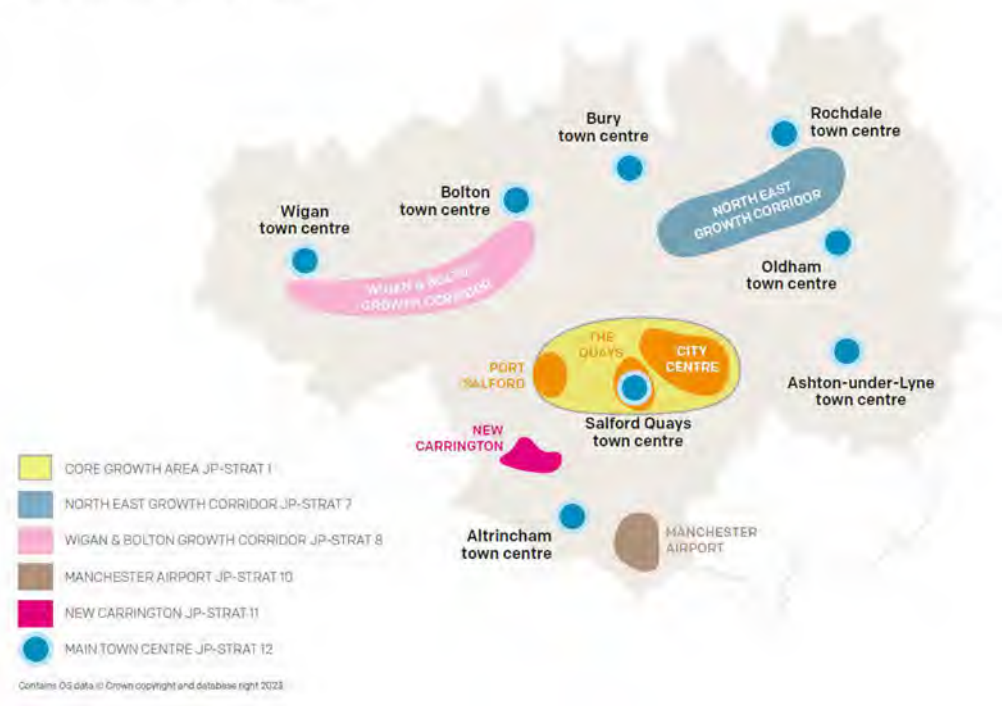 Rochdale
town centre
Bury
town centre
NORTH EAST
GROWTH CORRIDOR
Bolton
town centre
Wigan
town centre
WIGAN & BOLTON
GROWTH CORRIDOR
Oldham
town centre
THE
QUAYS
CITY
CENTRE
PORT
SALFORD
Ashton-under-Lyne
town centre
Salford Quays
town centre
NEW
CARRINGTON
Altrincham
town centre
MANCHESTER
AIRPORT
CORE GROWTH AREA JP-STRAT 1
NORTH EAST GROWTH CORRIDOR JP-STRAT 7
WIGAN & BOLTON GROWTH CORRIDOR JP-STRAT 8
MANCHESTER AIRPORT JP-STRAT 10
NEW CARRINGTON JP-STRAT 11
MAIN TOWN CENTRE JP-STRAT 12
Contains OS data © Crown copyright and database right 2023